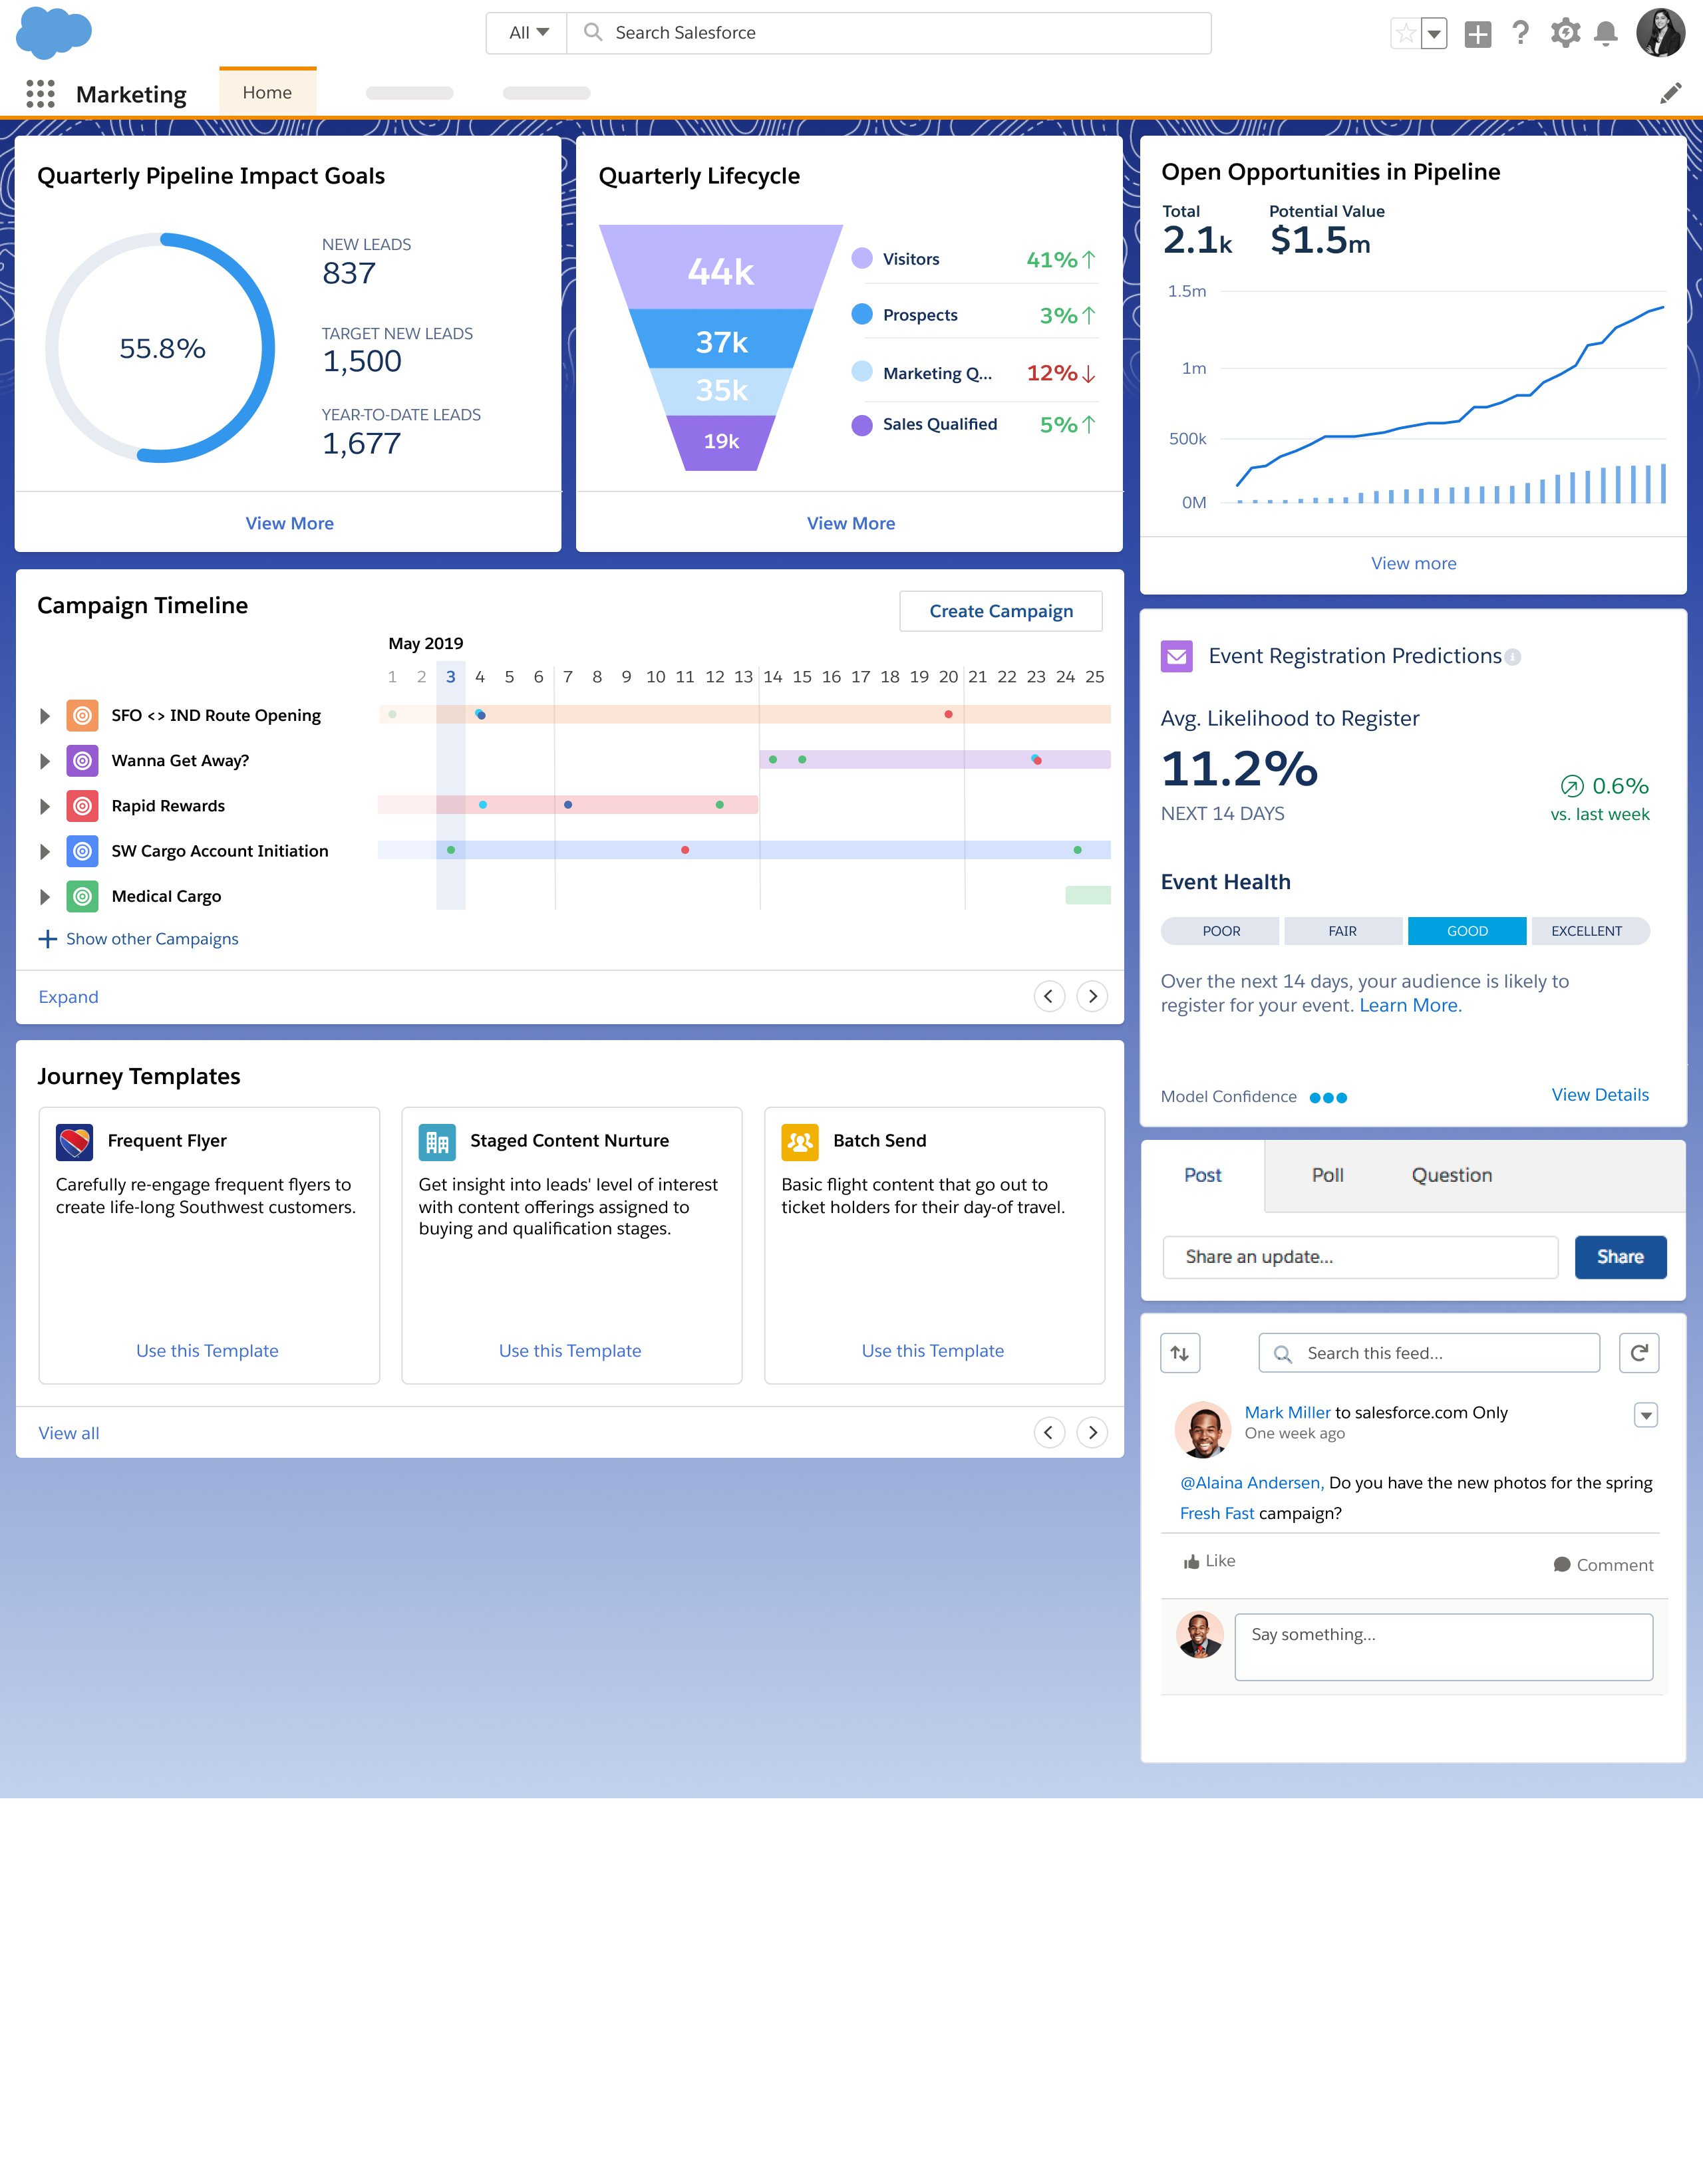 All
Search Salesforce
Marketing
Home
Quarterly Pipeline Impact Goals
55.8%
NEW LEADS
837
TARGET NEW LEADS
1,500
YEAR-TO-DATE LEADS
1,677
View More
Quarterly Lifecycle
44k
37k
35k
19k
Visitors 41%
Prospects 3%
Marketing Q... 12%
Sales Qualified 5%
View More
Open Opportunities in Pipeline
Total Potential Value
2.1k $1.5m
1.5m
1m
500k
0M
View more
Campaign Timeline
Create Campaign
May 2019
1 2 3 4 5 6 7 8 9 10 11 12 13 14 15 16 17 18 19 20 21 22 23 24 25
SFO <> IND Route Opening
Wanna Get Away?
Rapid Rewards
SW Cargo Account Initiation
Medical Cargo
Show other Campaigns
Expand
Event Registration Predictions
Avg. Likelihood to Register
11.2%
NEXT 14 DAYS
0.6%
vs. last week
Event Health
POOR FAIR GOOD EXCELLENT
Over the next 14 days, your audience is likely to
register for your event. Learn More.
Model Confidence
View Details
Journey Templates
Frequent Flyer
Carefully re-engage frequent flyers to
create life-long Southwest customers.
Use this Template
Staged Content Nurture
Get insight into leads' level of interest
with content offerings assigned to
buying and qualification stages.
Use this Template
Batch Send
Basic flight content that go out to
ticket holders for their day-of travel.
Use this Template
View all
Post Poll Question
Share an update...
Share
Search this feed...
Mark Miller to salesforce.com Only
One week ago
@Alaina Andersen, Do you have the new photos for the spring
Fresh Fast campaign?
Like
Comment
Say something...